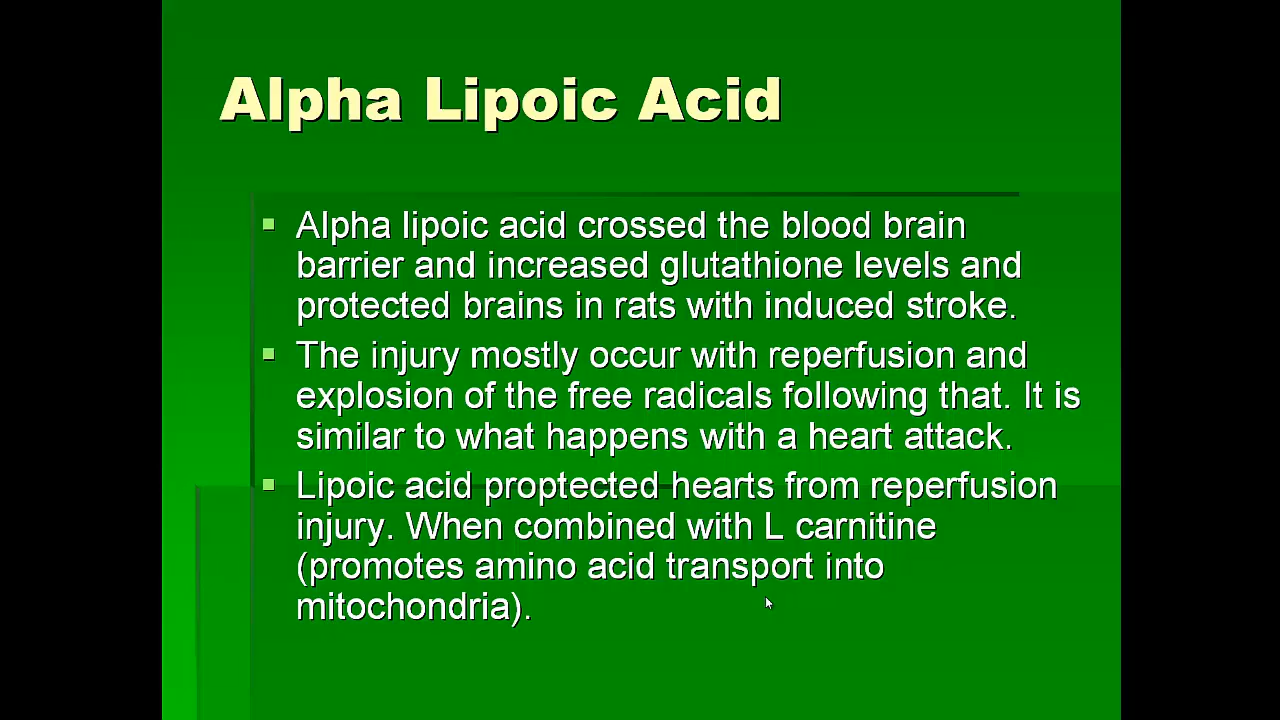 Alpha Lipoic Acid
Alpha lipoic acid crossed the blood brain
barrier and increased glutathione levels and
protected brains in rats with induced stroke.
The injury mostly occur with reperfusion and
explosion of the free radicals following that. It is
similar to what happens with a heart attack.
Lipoic acid proptected hearts from reperfusion
injury. When combined with L carnitine
(promotes amino acid transport into
mitochondria).